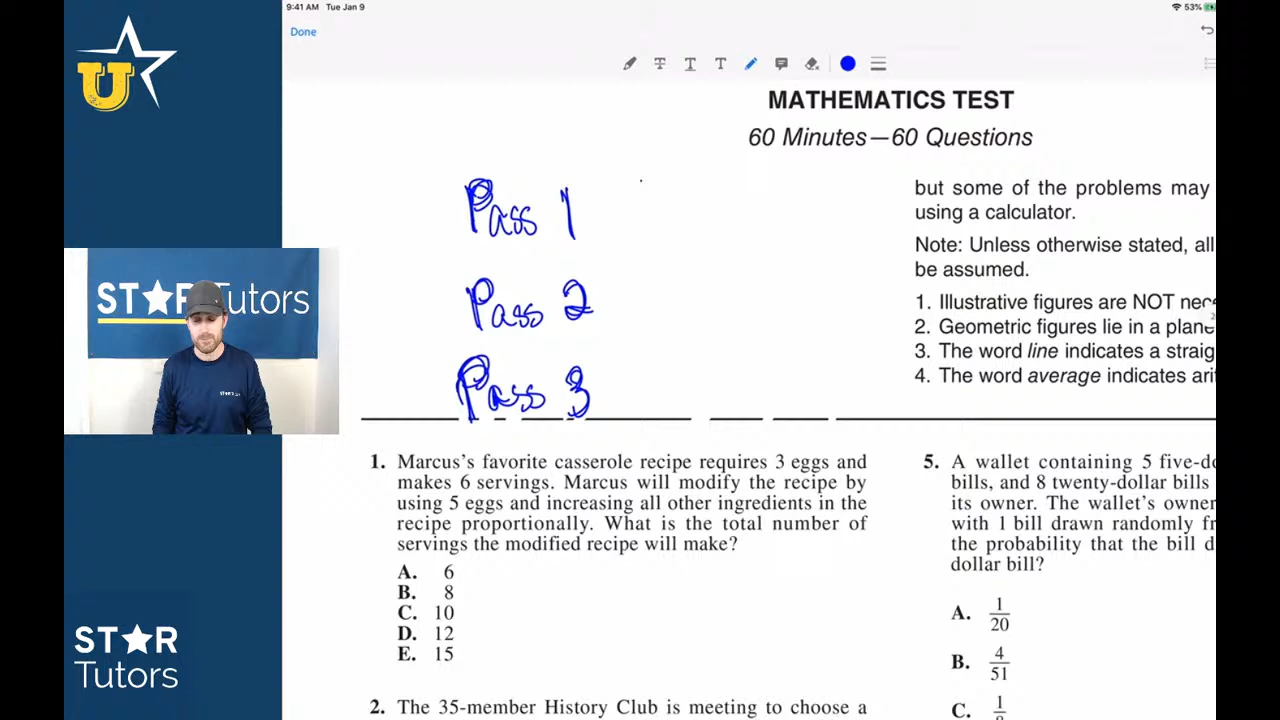 9:41 AM Tue Jan 9
53%
Done
U
MATHEMATICS TEST
60 Minutes—60 Questions
Pass 1
Pass 2
Pass 3
but some of the problems may
using a calculator.
Note: Unless otherwise stated, all
be assumed.
1. Illustrative figures are NOT
2. Geometric figures lie in a plane
3. The word line indicates a
4. The word average indicates
STAR Tutors
1. Marcus's favorite casserole recipe requires 3 eggs and
makes 6 servings. Marcus will modify the recipe by
using 5 eggs and increasing all other ingredients in the
recipe proportionally. What is the total number of
servings the modified recipe will make?
A. 6
B. 8
C. 10
D. 12
E. 15
2. The 35-member History Club is meeting to choose a
5. A wallet containing 5
bills, and 8 twenty-dollar bills
its owner. The wallet's owner
with 1 bill drawn randomly
the probability that the bill
dollar bill?
A. 1/20
B. 4/51
C. 1
STAR
Tutors